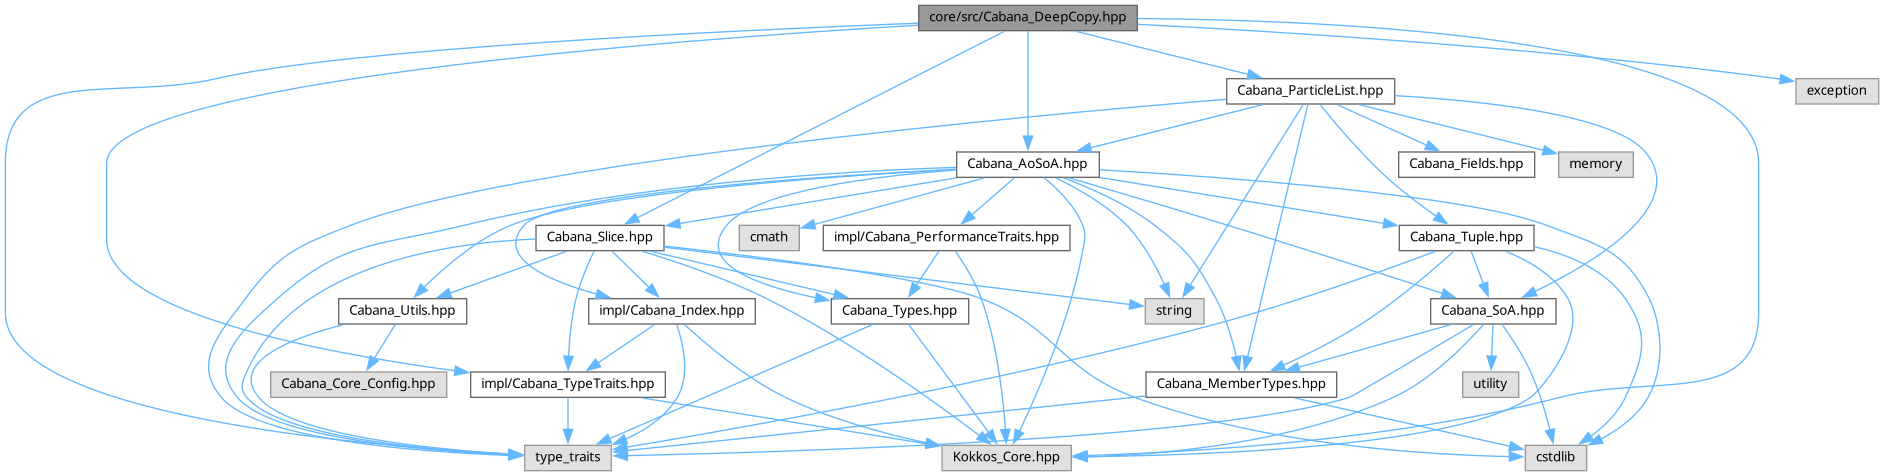 core/src/Cabana_DeepCopy.hpp
Cabana_ParticleList.hpp
exception
Cabana_AoSoA.hpp
Cabana_Fields.hpp
memory
Cabana_Slice.hpp
cmath
impl/Cabana_PerformanceTraits.hpp
Cabana_Tuple.hpp
Cabana_Utils.hpp
impl/Cabana_Index.hpp
Cabana_Types.hpp
string
Cabana_SoA.hpp
Cabana_Core_Config.hpp
impl/Cabana_TypeTraits.hpp
Cabana_MemberTypes.hpp
utility
type_traits
Kokkos_Core.hpp
cstdlib